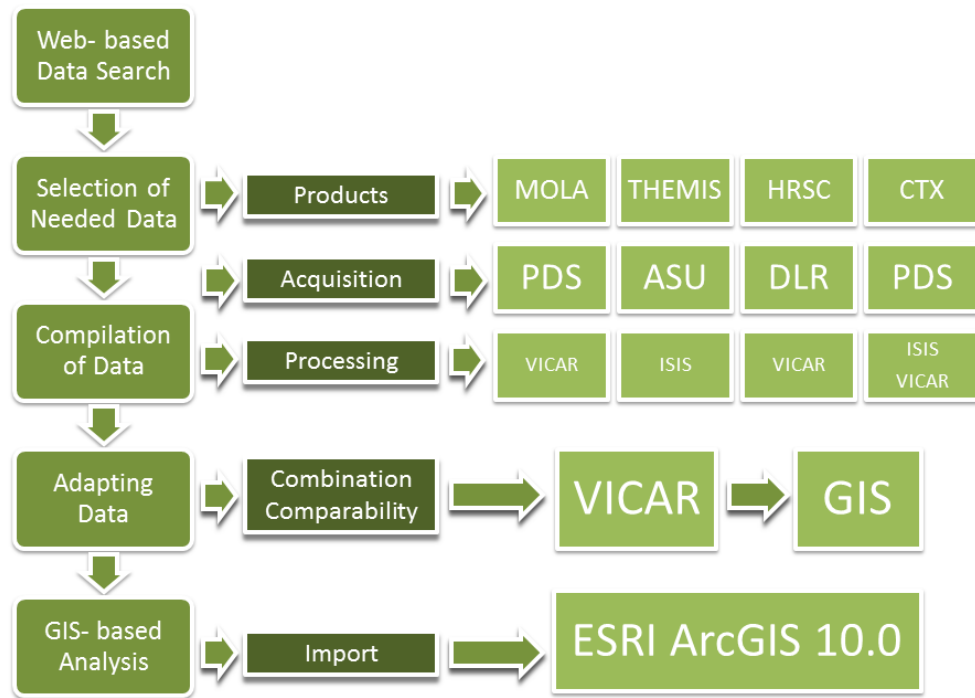 Web- based
Data Search
Selection of
Needed Data
Products
MOLA
THEMIS
HRSC
CTX
Acquisition
PDS
ASU
DLR
PDS
Compilation
of Data
Processing
VICAR
ISIS
VICAR
ISIS
VICAR
Adapting
Data
Combination
Comparability
VICAR
GIS
GIS- based
Analysis
Import
ESRI ArcGIS 10.0